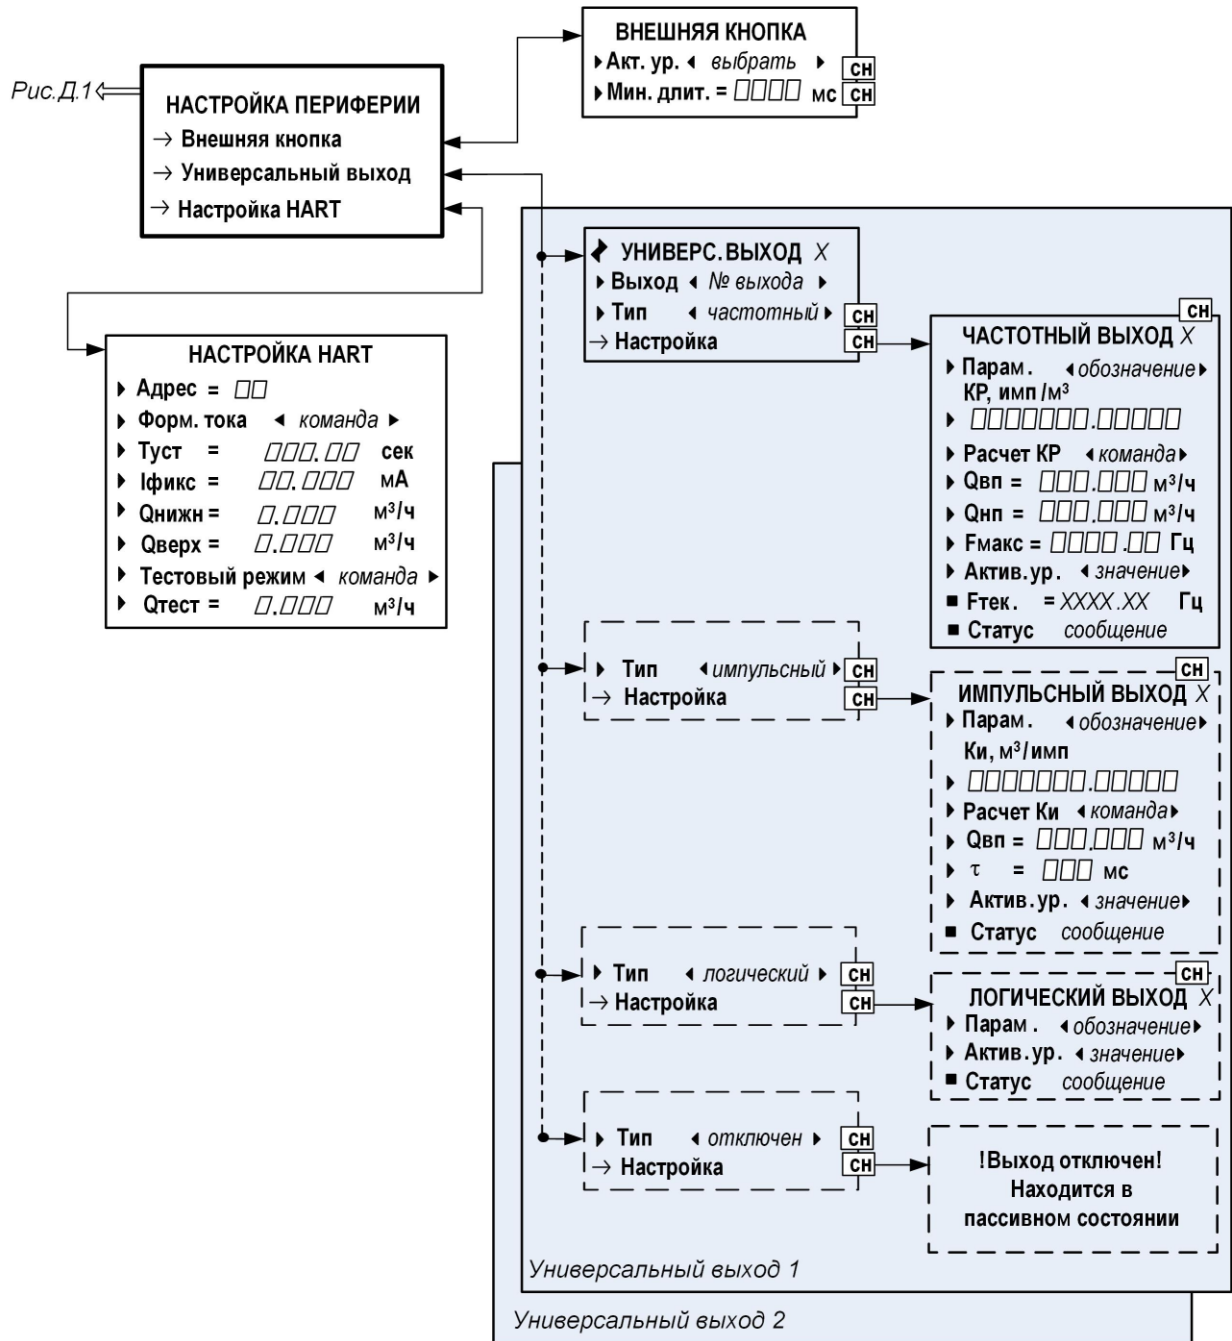 Рис.Д.1
НАСТРОЙКА ПЕРИФЕРИИ
→ Внешняя кнопка
→ Универсальный выход
→ Настройка HART
ВНЕШНЯЯ КНОПКА
Акт. ур. ◂ выбрать ▸ СН
Мин. длит. = □□□□ мс СН
НАСТРОЙКА HART
Адрес = □□
Форм. тока ◂ команда ▸
Туст = □□□.□□ сек
Iфикс = □□.□□□ мА
Qнижн = □.□□□ м³/ч
Qверх = □.□□□ м³/ч
Тестовый режим ◂ команда ▸
Qтест = □.□□□ м³/ч
УНИВЕРС. ВЫХОД X
Выход ◂ № выхода ▸
Тип ◂ частотный ▸ СН
→ Настройка СН
СН
ЧАСТОТНЫЙ ВЫХОД X
Парам. ◂ обозначение ▸
КР, имп/м³
□□□□□□□.□□□□□
Расчет КР ◂ команда ▸
Qвп = □□□.□□□ м³/ч
Qнп = □□□.□□□ м³/ч
Fмакс = □□□□.□□ Гц
Актив.ур. ◂ значение ▸
■ Fтек. = XXXX.XX Гц
■ Статус сообщение
Тип ◂ импульсный ▸ СН
→ Настройка СН
СН
ИМПУЛЬСНЫЙ ВЫХОД X
Парам. ◂ обозначение ▸
Ки, м³/имп
□□□□□□□.□□□□□
Расчет Ки ◂ команда ▸
Qвп = □□□.□□□ м³/ч
τ = □□□ мс
Актив.ур. ◂ значение ▸
■ Статус сообщение
Тип ◂ логический ▸ СН
→ Настройка СН
СН
ЛОГИЧЕСКИЙ ВЫХОД X
Парам. ◂ обозначение ▸
Актив.ур. ◂ значение ▸
■ Статус сообщение
Тип ◂ отключен ▸ СН
→ Настройка СН
!Выход отключен!
Находится в
пассивном состоянии
Универсальный выход 1
Универсальный выход 2